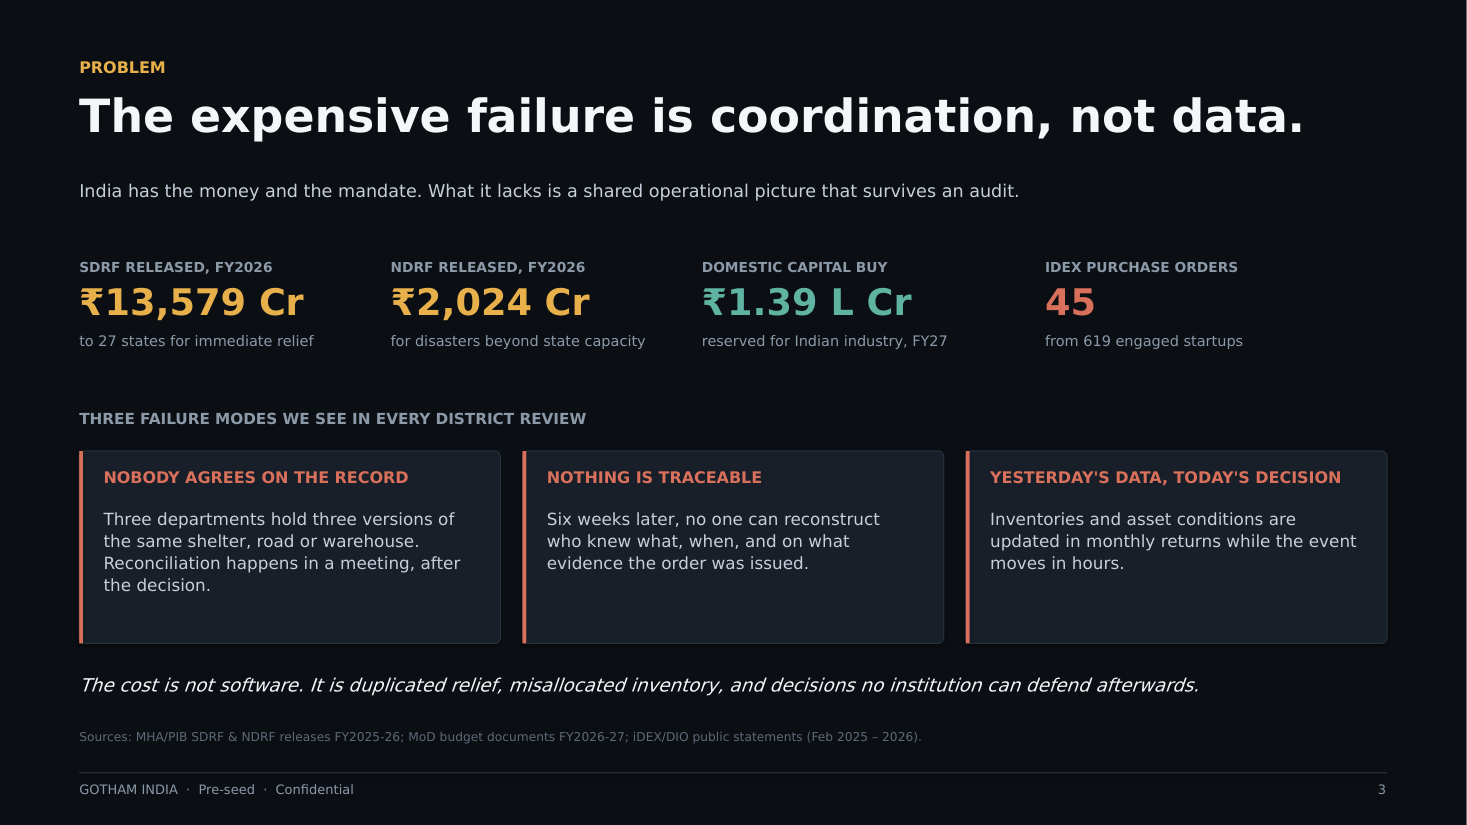 PROBLEM
The expensive failure is coordination, not data.
India has the money and the mandate. What it lacks is a shared operational picture that survives an audit.
SDRF RELEASED, FY2026
₹13,579 Cr
to 27 states for immediate relief
NDRF RELEASED, FY2026
₹2,024 Cr
for disasters beyond state capacity
DOMESTIC CAPITAL BUY
₹1.39 L Cr
reserved for Indian industry, FY27
IDEX PURCHASE ORDERS
45
from 619 engaged startups
THREE FAILURE MODES WE SEE IN EVERY DISTRICT REVIEW
NOBODY AGREES ON THE RECORD
Three departments hold three versions of
the same shelter, road or warehouse.
Reconciliation happens in a meeting, after
the decision.
NOTHING IS TRACEABLE
Six weeks later, no one can reconstruct
who knew what, when, and on what
evidence the order was issued.
YESTERDAY'S DATA, TODAY'S DECISION
Inventories and asset conditions are
updated in monthly returns while the event
moves in hours.
The cost is not software. It is duplicated relief, misallocated inventory, and decisions no institution can defend afterwards.
Sources: MHA/PIB SDRF & NDRF releases FY2025-26; MoD budget documents FY2026-27; iDEX/DIO public statements (Feb 2025 – 2026).
GOTHAM INDIA · Pre-seed · Confidential
3